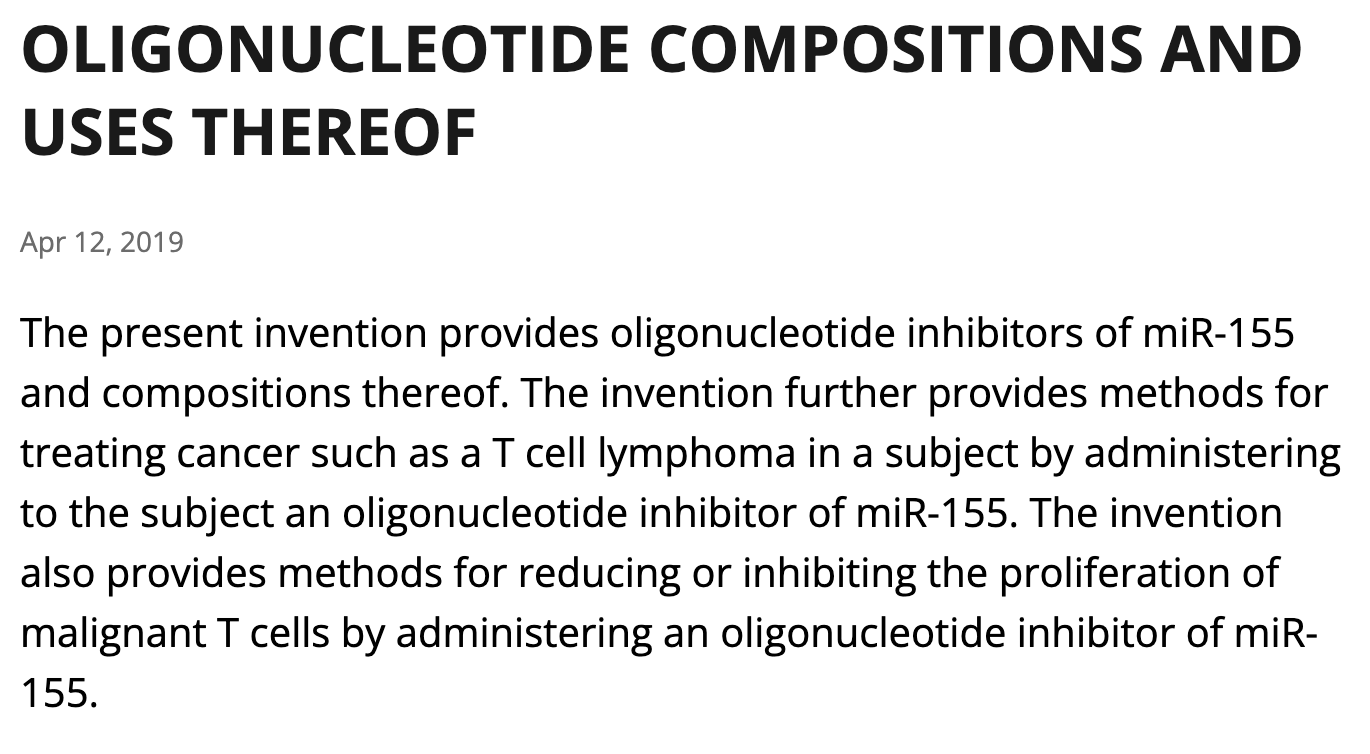 OLIGONUCLEOTIDE COMPOSITIONS AND
USES THEREOF
Apr 12, 2019
The present invention provides oligonucleotide inhibitors of miR-155
and compositions thereof. The invention further provides methods for
treating cancer such as a T cell lymphoma in a subject by administering
to the subject an oligonucleotide inhibitor of miR-155. The invention
also provides methods for reducing or inhibiting the proliferation of
malignant T cells by administering an oligonucleotide inhibitor of miR-
155.